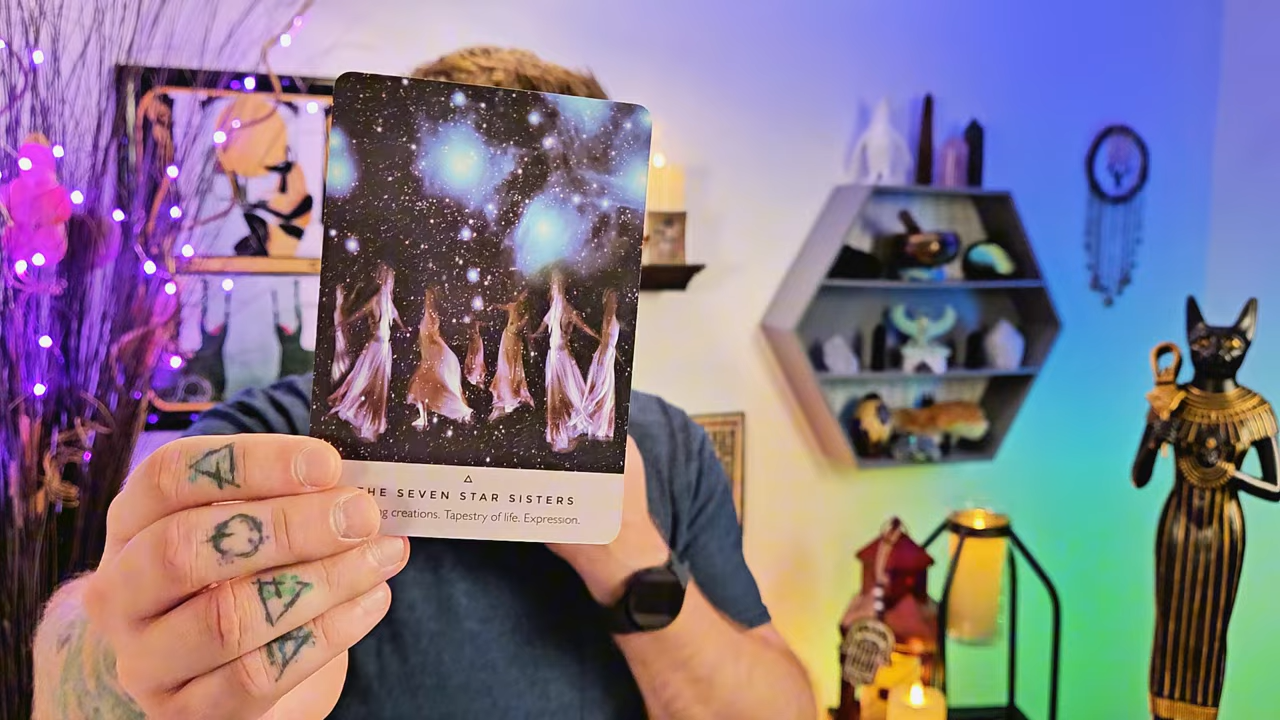 THE SEVEN STAR SISTERS
creations. Tapestry of life. Expression.